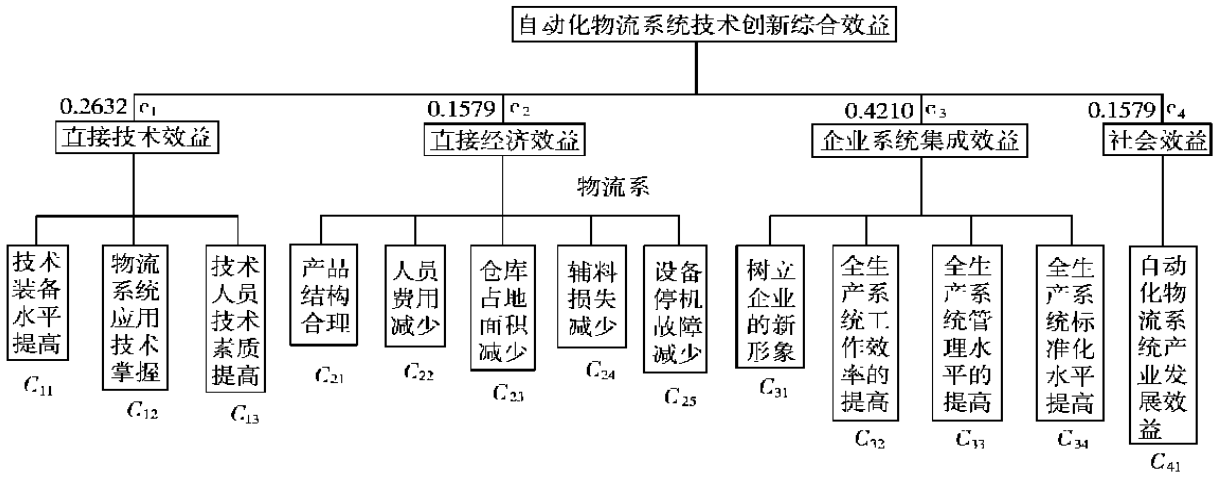 自动化物流系统技术创新综合效益
0.2632 c₁
0.1579 c₂
0.4210 c₃
0.1579 c₄
直接技术效益
直接经济效益
企业系统集成效益
社会效益
物流系
技术
装备
水平
提高
C₁₁
物流
系统
应用
技术
掌握
C₁₂
技术
人员
技术
素质
提高
C₁₃
产品
结构
合理
C₂₁
人员
费用
减少
C₂₂
仓库
占地
面积
减少
C₂₃
辅料
损失
减少
C₂₄
设备
停机
故障
减少
C₂₅
树立
企业
的新
形象
C₃₁
全生
产系
统工
作效
率的
提高
C₃₂
全生
产系
统管
理水
平的
提高
C₃₃
全生
产系
统标
准化
水平
提高
C₃₄
自动
化物
流系
统产
业发
展效
益
C₄₁